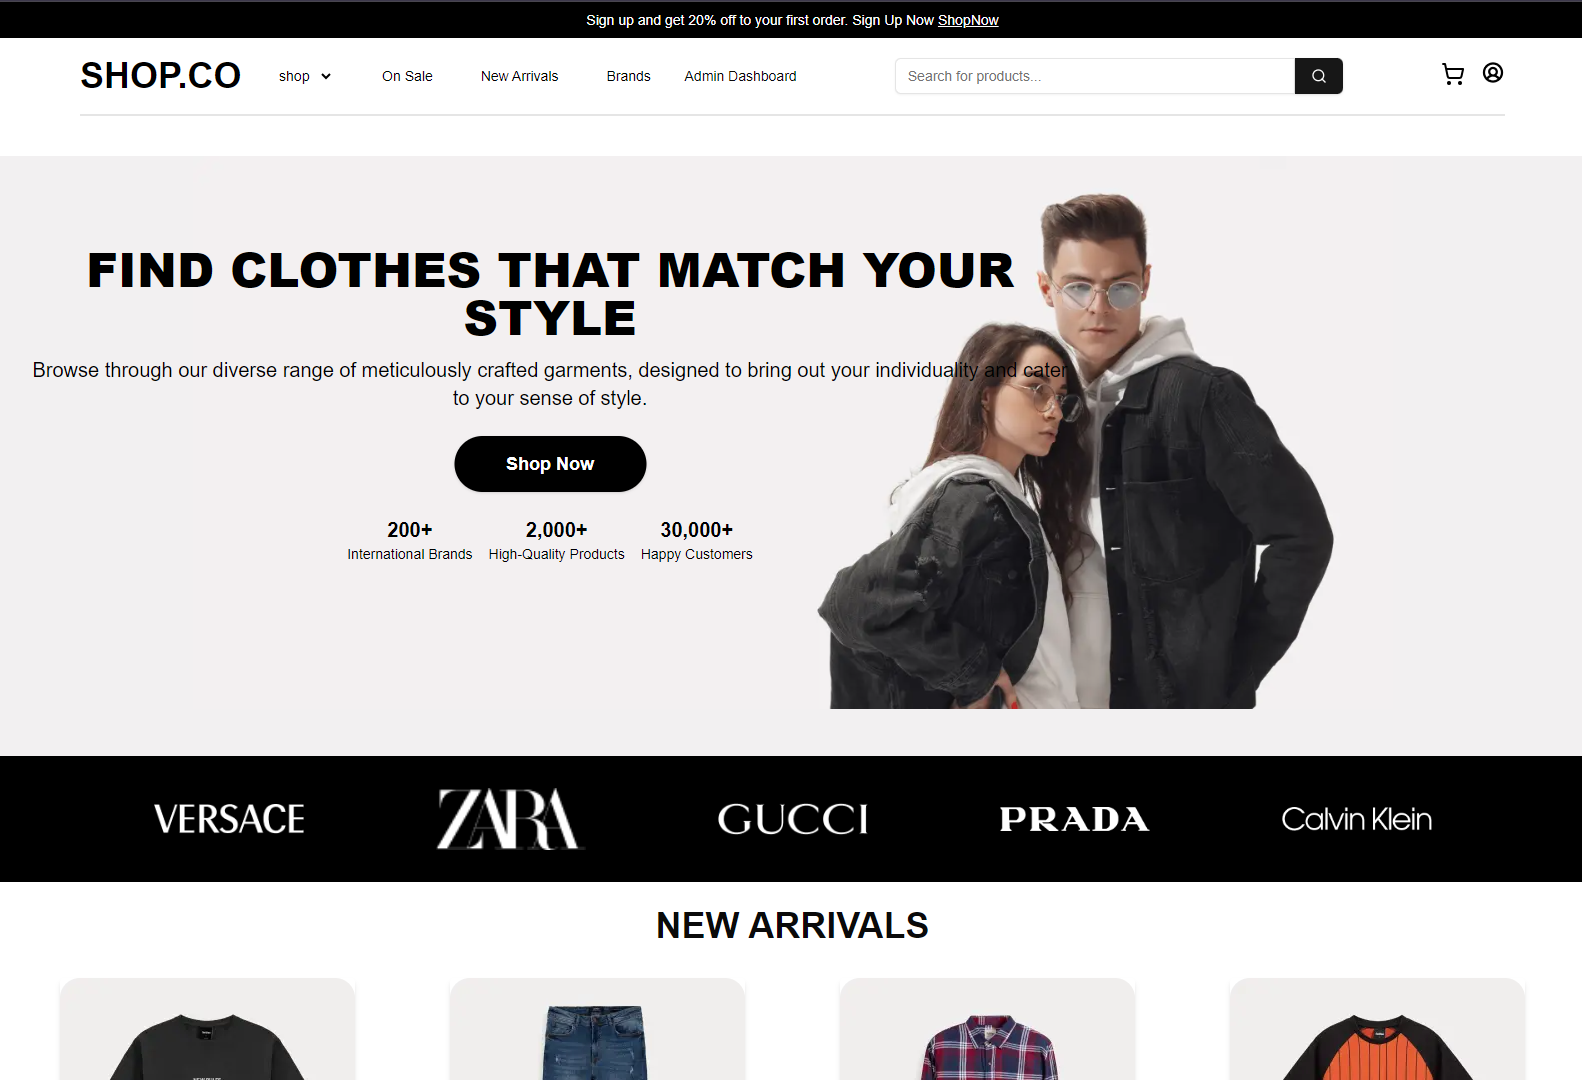 Sign up and get 20% off to your first order. Sign Up Now ShopNow
SHOP.CO
shop
On Sale
New Arrivals
Brands
Admin Dashboard
Search for products...
FIND CLOTHES THAT MATCH YOUR
STYLE
Browse through our diverse range of meticulously crafted garments, designed to bring out your individuality and cater
to your sense of style.
Shop Now
200+
International Brands
2,000+
High-Quality Products
30,000+
Happy Customers
VERSACE
ZARA
GUCCI
PRADA
Calvin Klein
NEW ARRIVALS